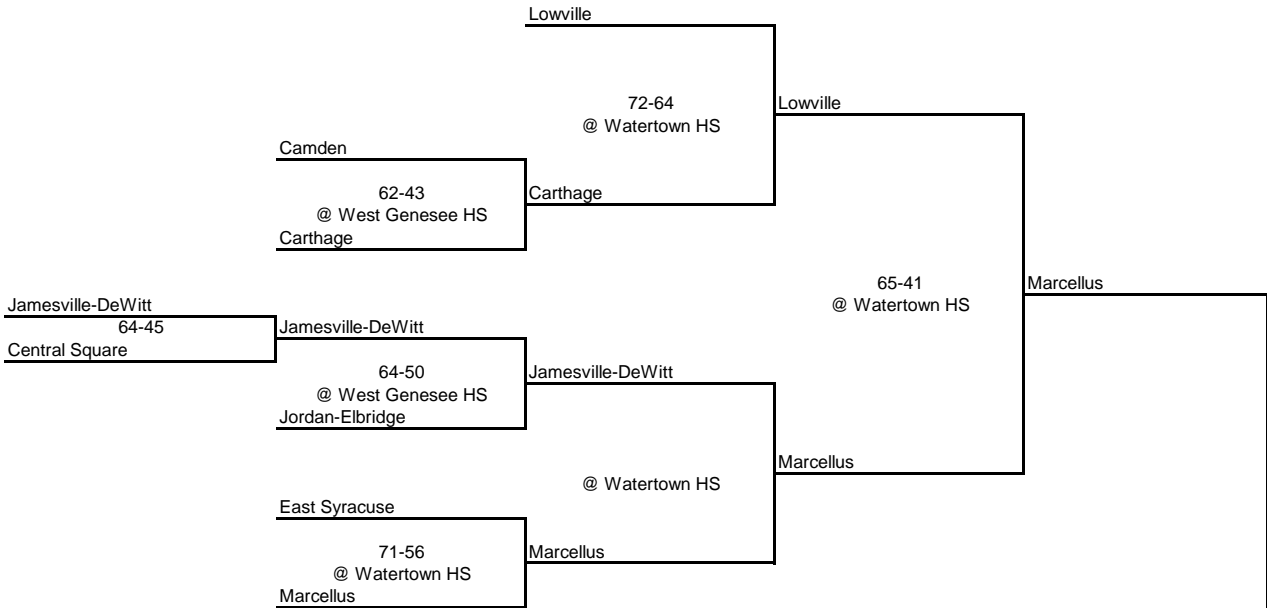 Lowville
72-64
@ Watertown HS
Lowville
Camden
62-43
@ West Genesee HS
Carthage
Carthage
65-41
@ Watertown HS
Marcellus
Jamesville-DeWitt
64-45
Central Square
Jamesville-DeWitt
64-50
@ West Genesee HS
Jordan-Elbridge
Jamesville-DeWitt
@ Watertown HS
Marcellus
East Syracuse
71-56
@ Watertown HS
Marcellus
Marcellus